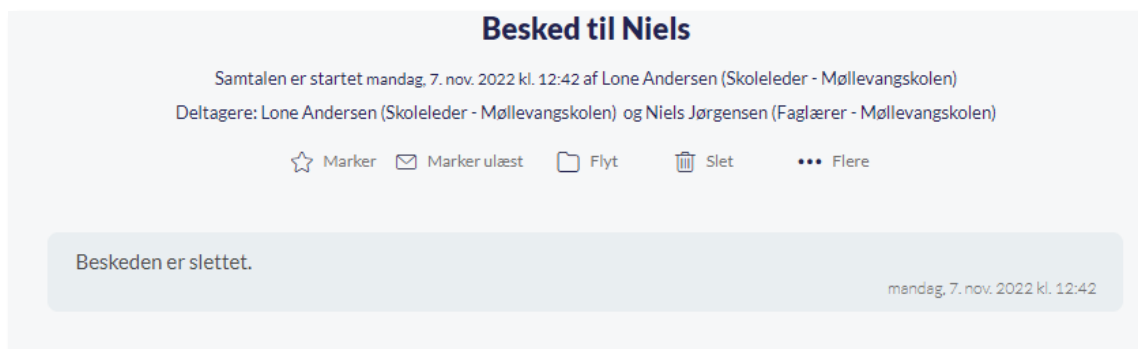 Besked til Niels
Samtalen er startet mandag, 7. nov. 2022 kl. 12:42 af Lone Andersen (Skoleleder - Møllevangskolen)
Deltagere: Lone Andersen (Skoleleder - Møllevangskolen) og Niels Jørgensen (Faglærer - Møllevangskolen)
Marker Marker ulæst Flyt Slet ••• Flere
Beskeden er slettet.
mandag, 7. nov. 2022 kl. 12:42